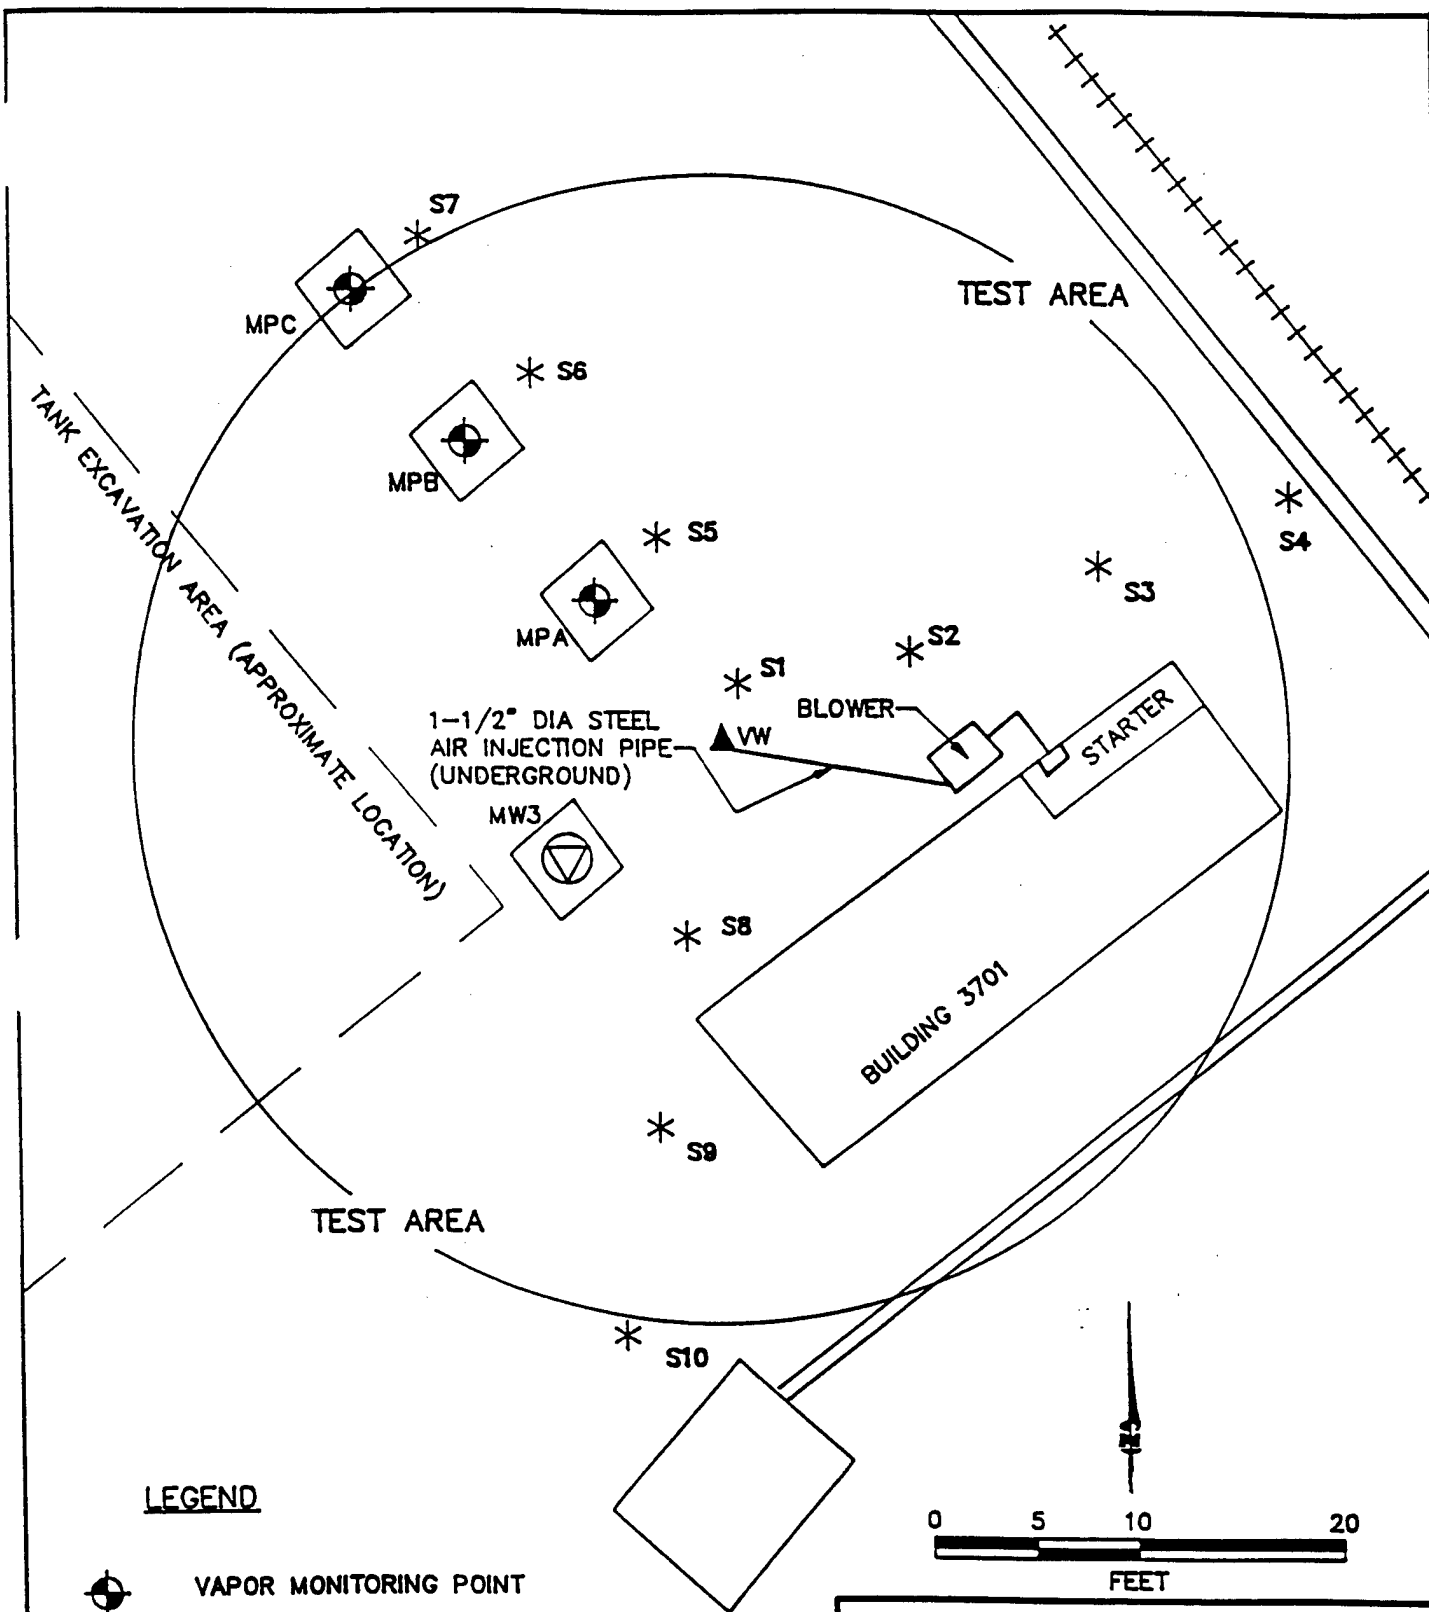 S7
TEST AREA
MPC
S6
TANK EXCAVATION AREA (APPROXIMATE LOCATION)
MPB
S5
S4
S3
MPA
S2
S1
BLOWER
STARTER
1-1/2" DIA STEEL
AIR INJECTION PIPE
(UNDERGROUND)
VW
MW3
S8
BUILDING 3701
S9
TEST AREA
S10
LEGEND
VAPOR MONITORING POINT
0 5 10 20
FEET